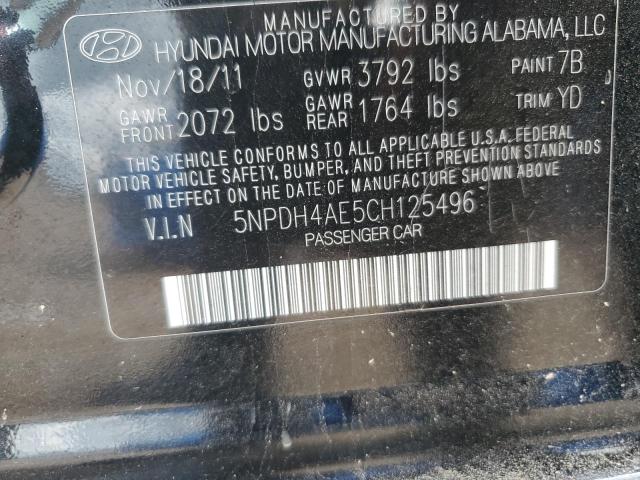 MANUFACTURED BY
HYUNDAI MOTOR MANUFACTURING ALABAMA, LLC
Nov/18/11 GVWR 3792 lbs PAINT 7B
GAWR FRONT 2072 lbs GAWR REAR 1764 lbs TRIM YD
THIS VEHICLE CONFORMS TO ALL APPLICABLE U.S.A. FEDERAL
MOTOR VEHICLE SAFETY, BUMPER, AND THEFT PREVENTION STANDARDS
IN EFFECT ON THE DATE OF MANUFACTURE SHOWN ABOVE
V.I.N 5NPDH4AE5CH125496
PASSENGER CAR